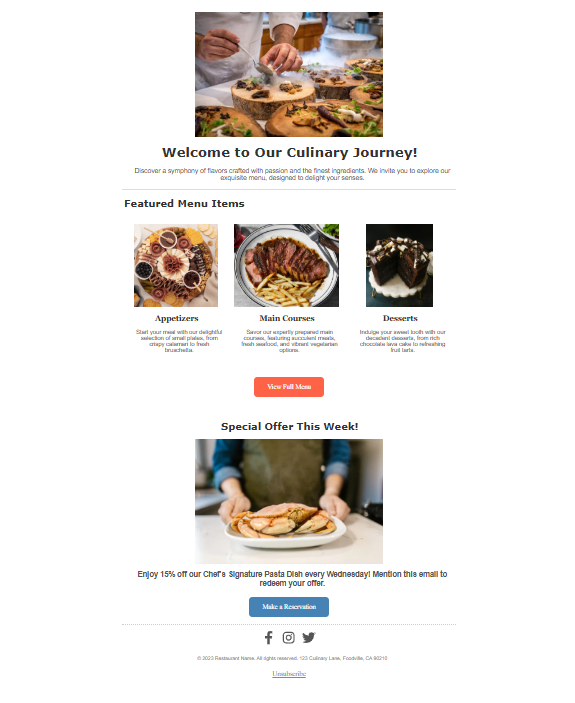 Welcome to Our Culinary Journey!
Discover a symphony of flavors crafted with passion and the finest ingredients. We invite you to explore our
exquisite menu, designed to delight your senses.
Featured Menu Items
Appetizers
Start your meal with our delightful
selection of small plates, from
crispy calamari to fresh
bruschetta.
Main Courses
Savor our expertly prepared main
courses, featuring succulent meats,
fresh seafood, and vibrant vegetarian
options.
Desserts
Indulge your sweet tooth with our
decadent desserts, from rich
chocolate lava cake to refreshing
fruit tarts.
View Full Menu
Special Offer This Week!
Enjoy 15% off our Chef's Signature Pasta Dish every Wednesday! Mention this email to
redeem your offer.
Make a Reservation
© 2023 Restaurant Name. All rights reserved. 123 Culinary Lane, Foodville, CA 90210
Unsubscribe